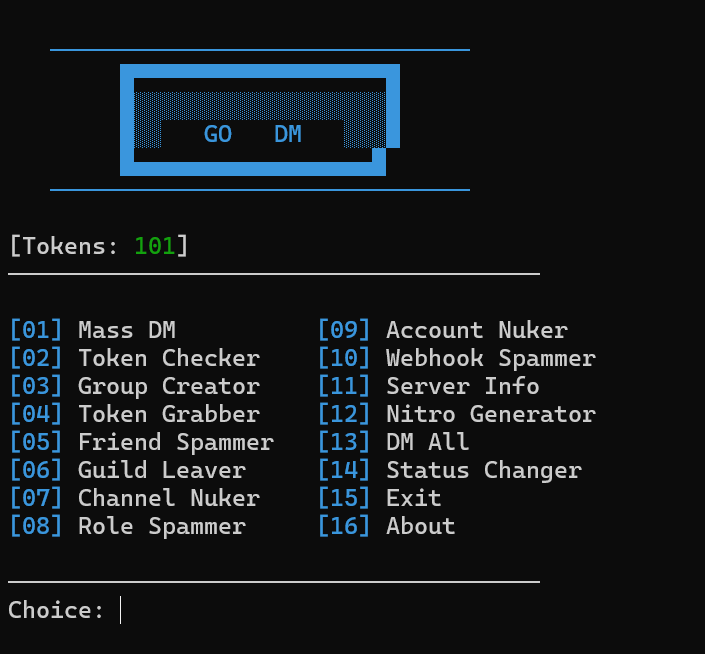 GO DM
[Tokens: 101]
[01] Mass DM [09] Account Nuker
[02] Token Checker [10] Webhook Spammer
[03] Group Creator [11] Server Info
[04] Token Grabber [12] Nitro Generator
[05] Friend Spammer [13] DM All
[06] Guild Leaver [14] Status Changer
[07] Channel Nuker [15] Exit
[08] Role Spammer [16] About
Choice: